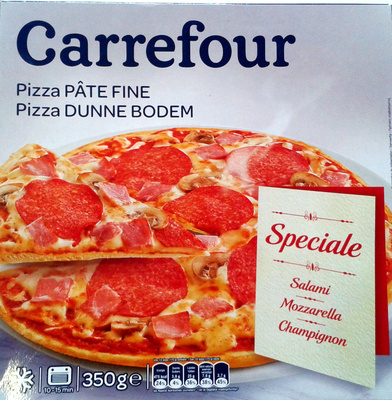 Carrefour
Pizza PÂTE FINE
Pizza DUNNE BODEM
Speciale
Salami
Mozzarella
Champignon
10-15 min
350g e